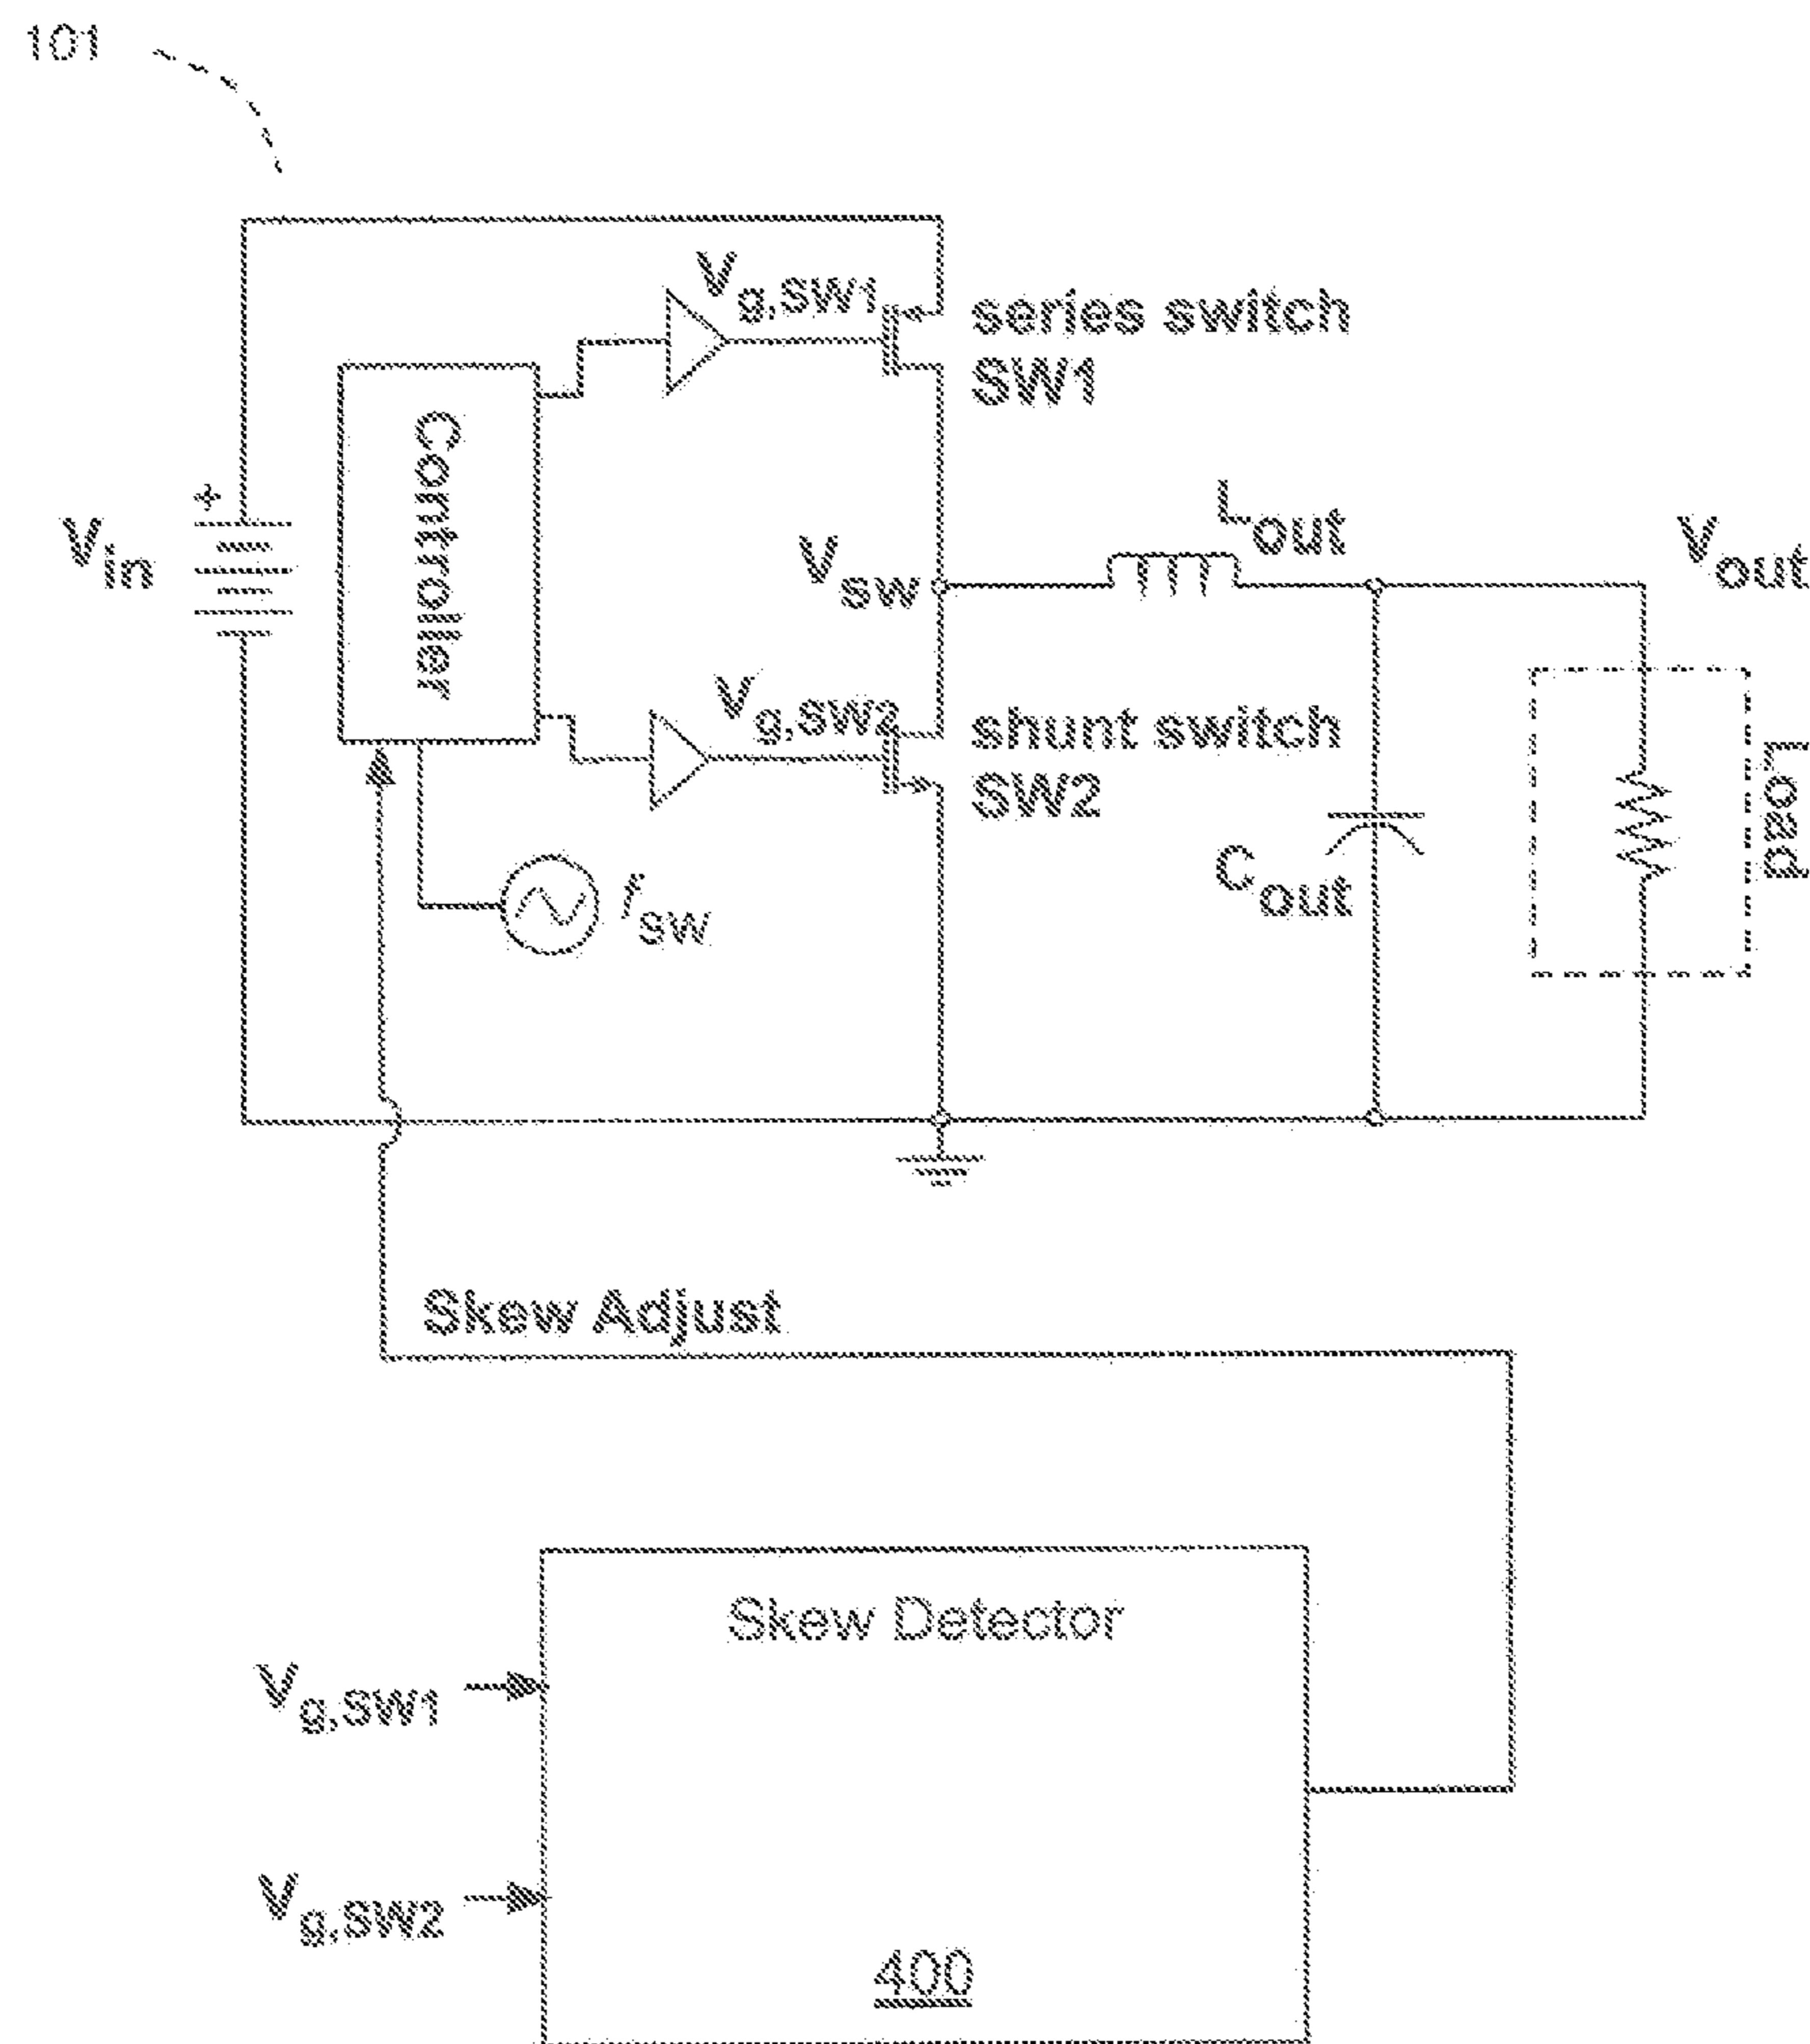 101
Vg,SW1
series switch
SW1
Controller
+
Vin
Vsw
Lout
Vout
Vg,SW2
shunt switch
SW2
Load
Cout
fsw
Skew Adjust
Skew Detector
Vg,SW1
Vg,SW2
400